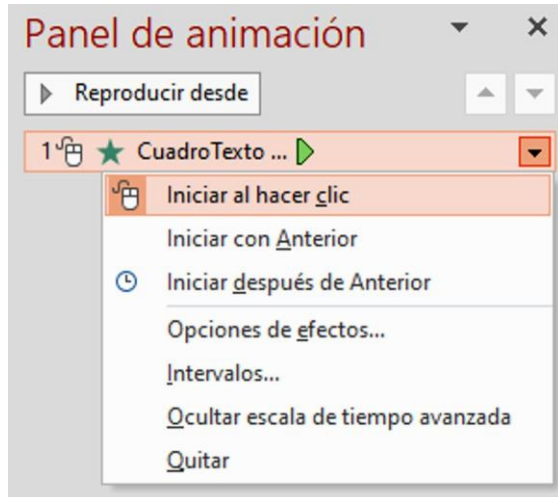 Panel de animación
Reproducir desde
1 CuadroTexto ...
Iniciar al hacer clic
Iniciar con Anterior
Iniciar después de Anterior
Opciones de efectos...
Intervalos...
Ocultar escala de tiempo avanzada
Quitar